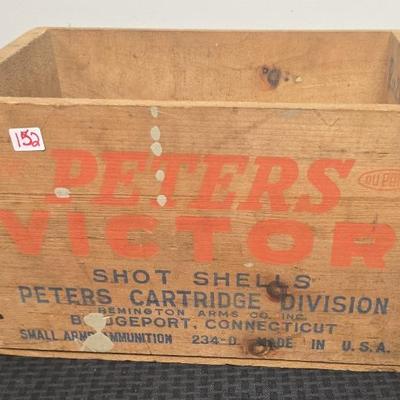 152
PETERS
DU PONT
VICTOR
SHOT SHELLS
PETERS CARTRIDGE DIVISION
REMINGTON ARMS CO. INC.
BRIDGEPORT, CONNECTICUT
SMALL ARMS AMMUNITION 234-D MADE IN U.S.A.